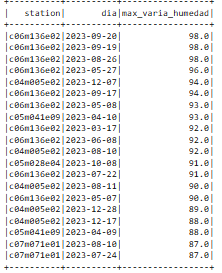 +----------+----------+------------------+
|   station|       dia|max_varia_humedad|
+----------+----------+------------------+
|c06m136e02|2023-09-20|             98.0|
|c06m136e02|2023-09-19|             98.0|
|c06m136e02|2023-08-26|             98.0|
|c06m136e02|2023-05-27|             96.0|
|c04m005e02|2023-12-07|             94.0|
|c06m136e02|2023-09-17|             94.0|
|c06m136e02|2023-05-08|             93.0|
|c05m041e09|2023-04-10|             93.0|
|c06m136e02|2023-03-17|             92.0|
|c06m136e02|2023-06-08|             92.0|
|c04m005e02|2023-08-10|             92.0|
|c05m028e04|2023-10-08|             91.0|
|c06m136e02|2023-07-22|             91.0|
|c04m005e02|2023-08-11|             90.0|
|c06m136e02|2023-05-07|             90.0|
|c04m005e02|2023-12-28|             89.0|
|c04m005e02|2023-12-17|             88.0|
|c05m041e09|2023-04-09|             88.0|
|c07m071e01|2023-08-10|             87.0|
|c07m071e01|2023-07-24|             87.0|
+----------+----------+------------------+